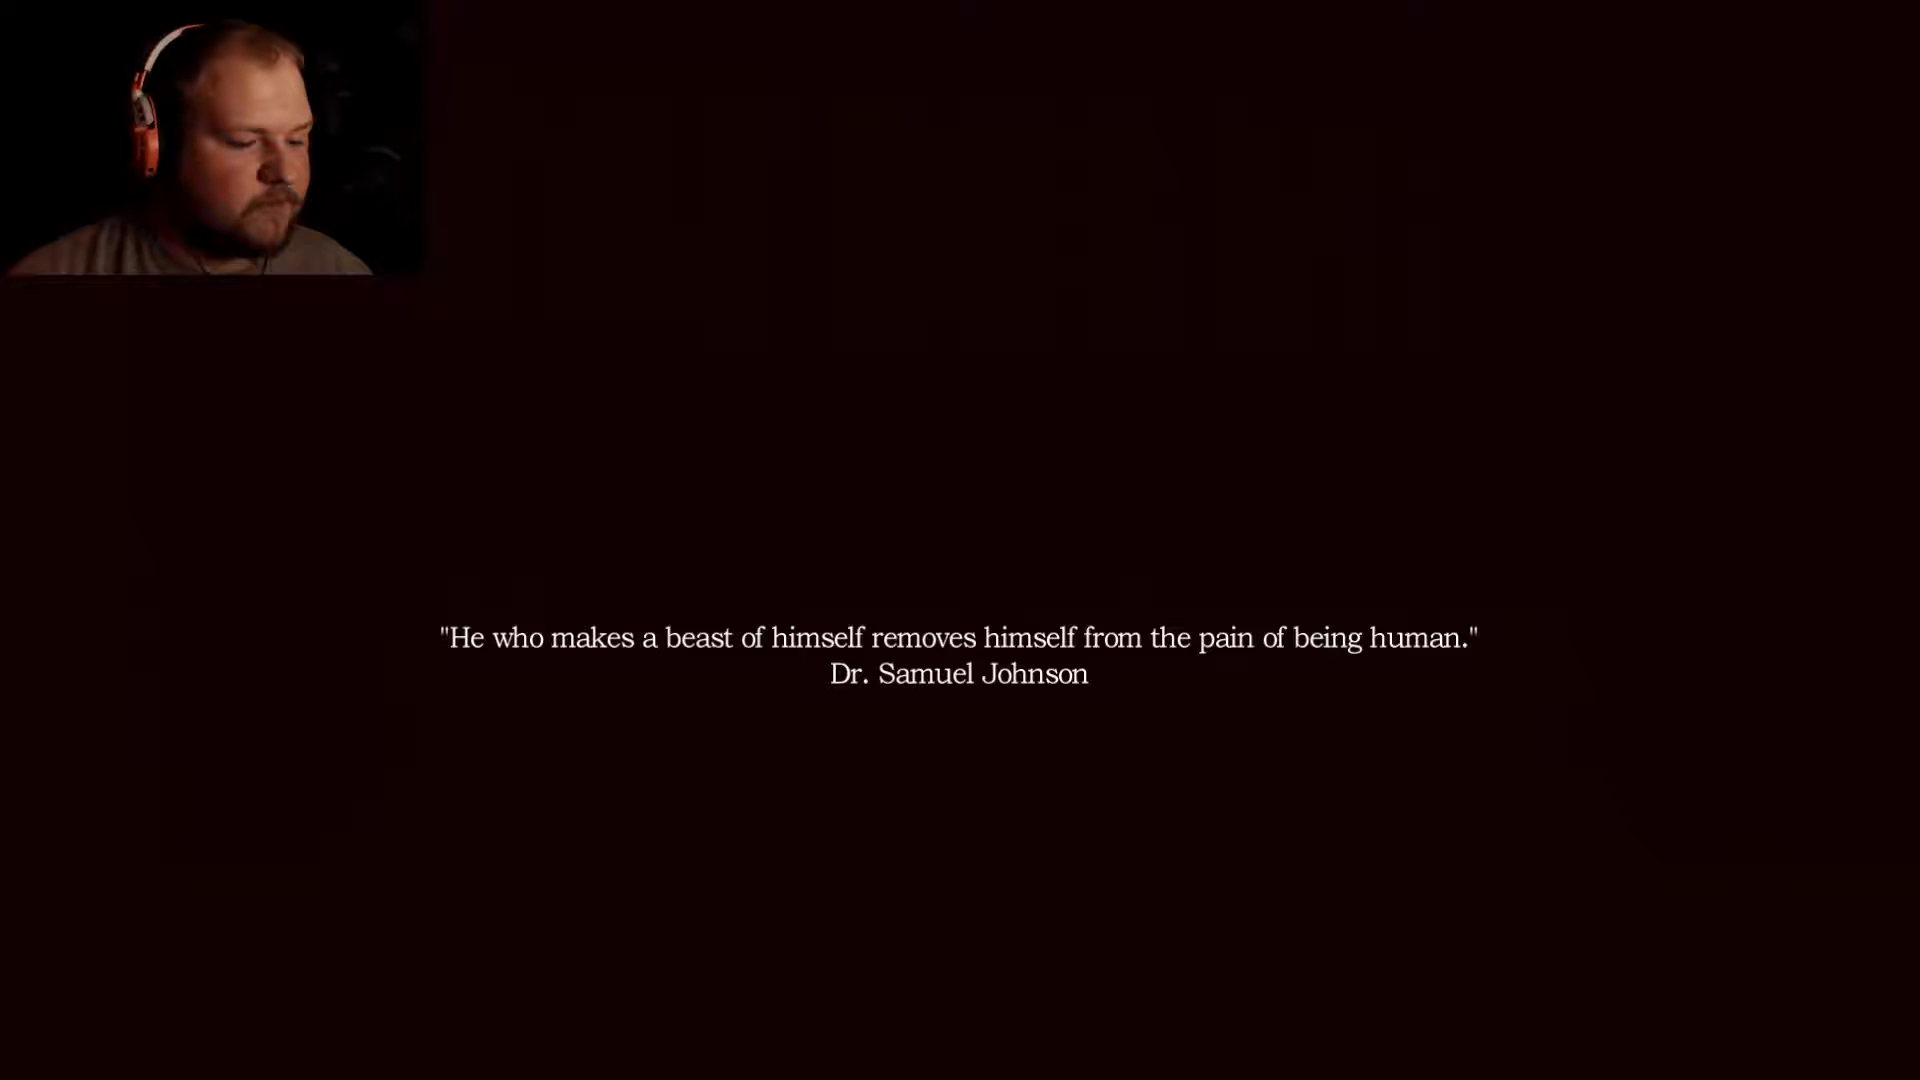 "He who makes a beast of himself removes himself from the pain of being human."
Dr. Samuel Johnson